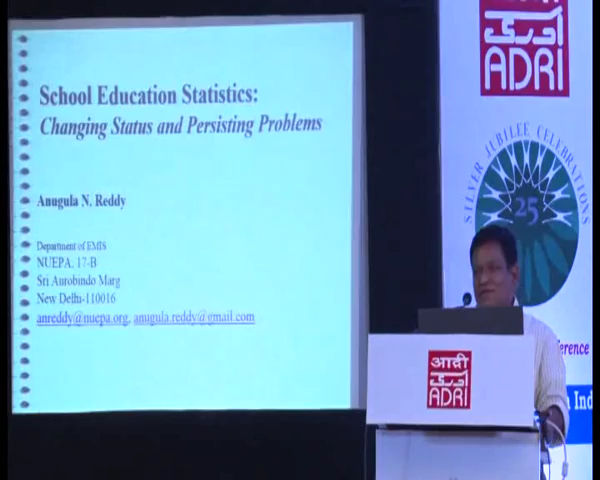 School Education Statistics:
Changing Status and Persisting Problems
Anugula N. Reddy
Department of EMIS
NUEPA, 17-B
Sri Aurobindo Marg
New Delhi-110016
anreddy@nuepa.org, anugula.reddy@gmail.com
ADRI
SILVER JUBILEE CELEBRATIONS
25
आद्री
ADRI